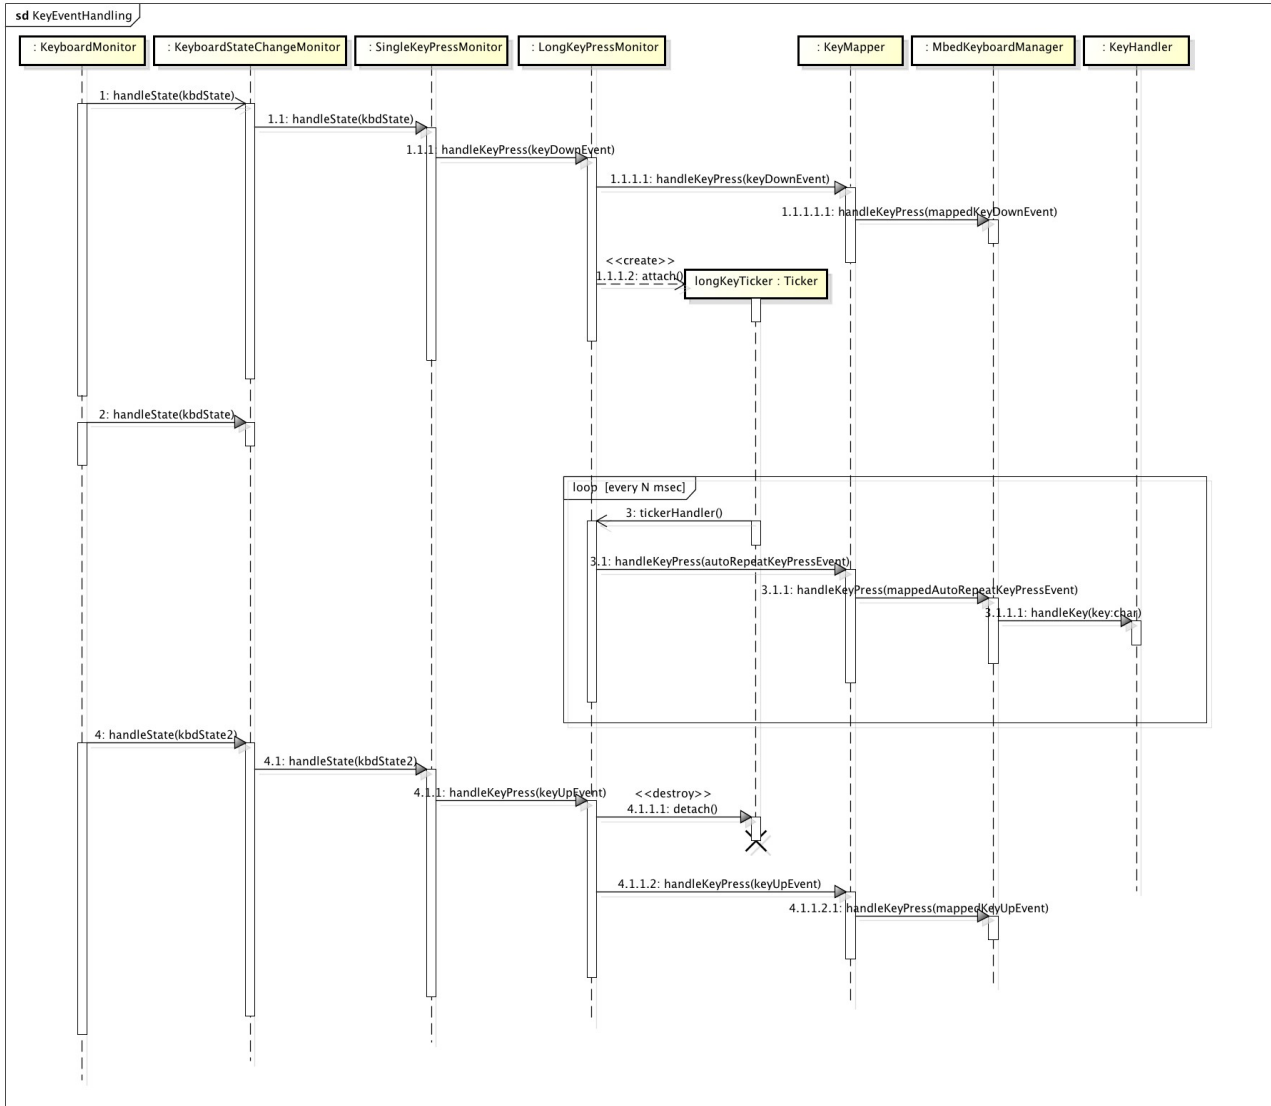 sd KeyEventHandling
: KeyboardMonitor
: KeyboardStateChangeMonitor
: SingleKeyPressMonitor
: LongKeyPressMonitor
: KeyMapper
: MbedKeyboardManager
: KeyHandler
1: handleState(kbdState)
1.1: handleState(kbdState)
1.1.1: handleKeyPress(keyDownEvent)
1.1.1.1: handleKeyPress(keyDownEvent)
1.1.1.1.1: handleKeyPress(mappedKeyDownEvent)
<<create>>
1.1.1.2: attach()
longKeyTicker : Ticker
2: handleState(kbdState)
loop [every N msec]
3: tickerHandler()
3.1: handleKeyPress(autoRepeatKeyPressEvent)
3.1.1: handleKeyPress(mappedAutoRepeatKeyPressEvent)
3.1.1.1: handleKey(key:char)
4: handleState(kbdState2)
4.1: handleState(kbdState2)
4.1.1: handleKeyPress(keyUpEvent)
<<destroy>>
4.1.1.1: detach()
4.1.1.2: handleKeyPress(keyUpEvent)
4.1.1.2.1: handleKeyPress(mappedKeyUpEvent)